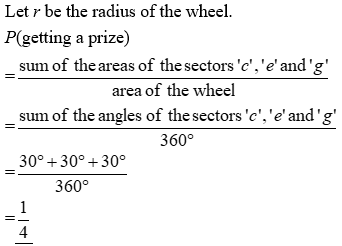 Let r be the radius of the wheel.
P(getting a prize)
= sum of the areas of the sectors 'c', 'e' and 'g'
area of the wheel
= sum of the angles of the sectors 'c', 'e' and 'g'
360°
= 30° + 30° + 30°
360°
= 1
4